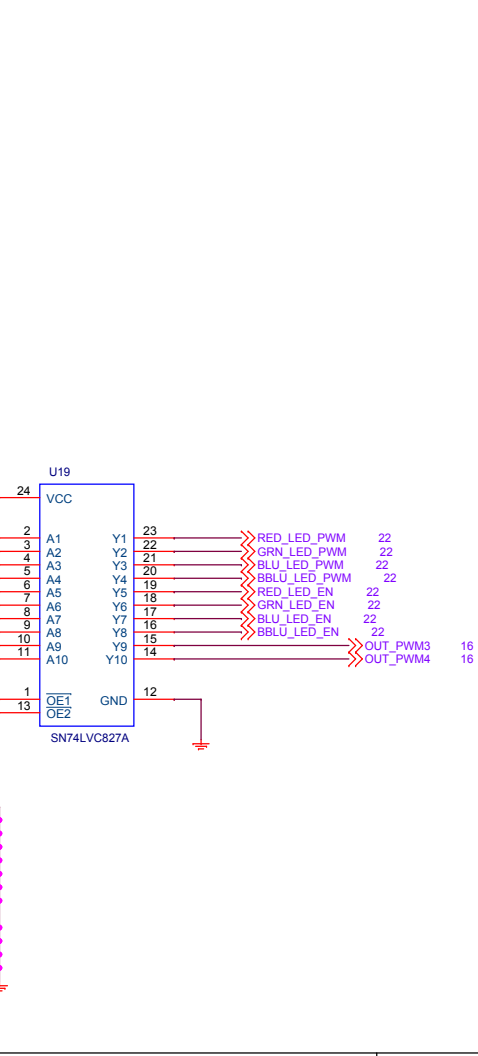 U19
24 VCC
2 A1 Y1 23 RED_LED_PWM 22
3 A2 Y2 22 GRN_LED_PWM 22
4 A3 Y3 21 BLU_LED_PWM 22
5 A4 Y4 20 BBLU_LED_PWM 22
6 A5 Y5 19 RED_LED_EN 22
7 A6 Y6 18 GRN_LED_EN 22
8 A7 Y7 17 BLU_LED_EN 22
9 A8 Y8 16 BBLU_LED_EN 22
10 A9 Y9 15 OUT_PWM3 16
11 A10 Y10 14 OUT_PWM4 16
1 OE1 GND 12
13 OE2
SN74LVC827A